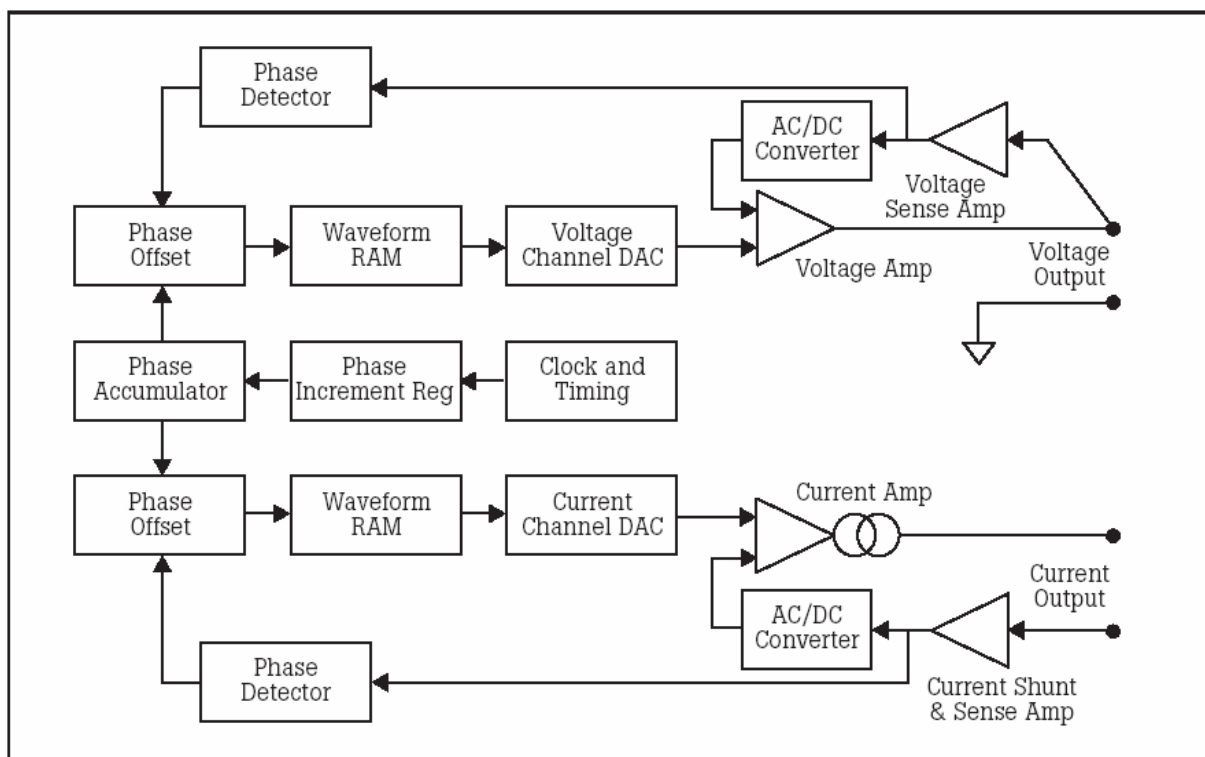 Phase
Detector
AC/DC
Converter
Voltage
Sense Amp
Phase
Offset
Waveform
RAM
Voltage
Channel DAC
Voltage Amp
Voltage
Output
Phase
Accumulator
Phase
Increment Reg
Clock and
Timing
Phase
Offset
Waveform
RAM
Current
Channel DAC
Current Amp
Current
Output
AC/DC
Converter
Phase
Detector
Current Shunt
& Sense Amp